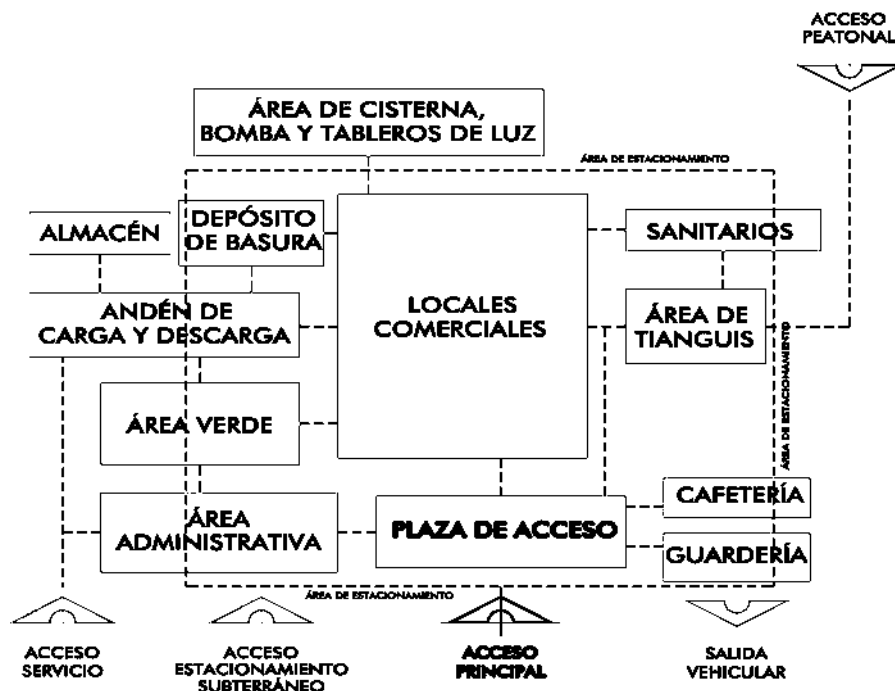 ACCESO
PEATONAL
ÁREA DE CISTERNA,
BOMBA Y TABLEROS DE LUZ
ÁREA DE ESTACIONAMIENTO
ALMACÉN
DEPÓSITO
DE BASURA
SANITARIOS
ANDÉN DE
CARGA Y DESCARGA
LOCALES
COMERCIALES
ÁREA DE
TIANGUIS
ÁREA DE ESTACIONAMIENTO
ÁREA VERDE
ÁREA
ADMINISTRATIVA
PLAZA DE ACCESO
CAFETERÍA
GUARDERÍA
ÁREA DE ESTACIONAMIENTO
ACCESO
SERVICIO
ACCESO
ESTACIONAMIENTO
SUBTERRÁNEO
ACCESO
PRINCIPAL
SALIDA
VEHICULAR